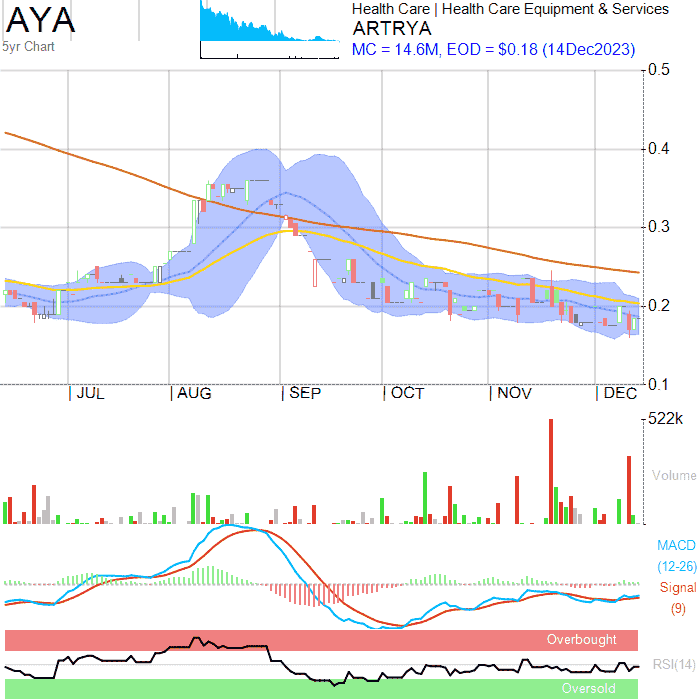 AYA
5yr Chart
Health Care | Health Care Equipment & Services
ARTRYA
MC = 14.6M, EOD = $0.18 (14Dec2023)
0.5
0.4
0.3
0.2
0.1
JUL AUG SEP OCT NOV DEC
522k
Volume
MACD
(12-26)
Signal
(9)
Overbought
RSI(14)
Oversold